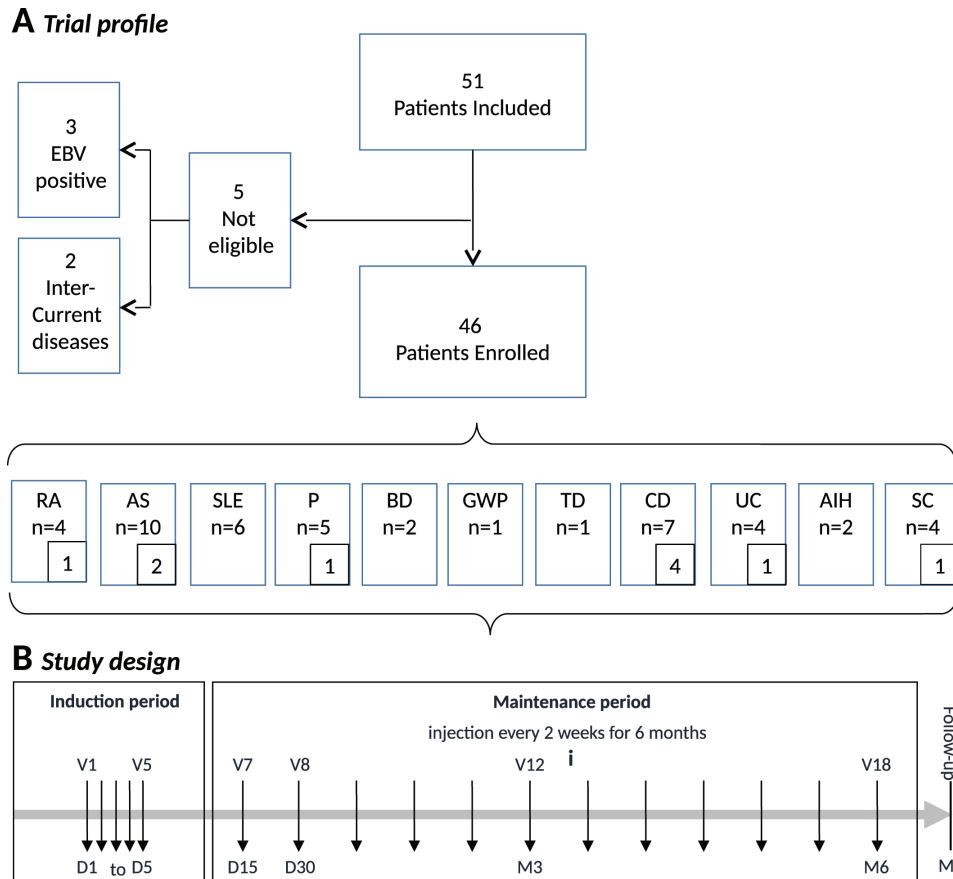 A Trial profile
51
Patients Included
3
EBV
positive
5
Not
eligible
2
Inter-
Current
diseases
46
Patients Enrolled
RA
n=4
1
AS
n=10
2
SLE
n=6
P
n=5
1
BD
n=2
GWP
n=1
TD
n=1
CD
n=7
4
UC
n=4
1
AIH
n=2
SC
n=4
1
B Study design
Induction period
Maintenance period
injection every 2 weeks for 6 months
i
V1 V5 V7 V8 V12 V18
Follow-up
D1 to D5 D15 D30 M3 M6 M